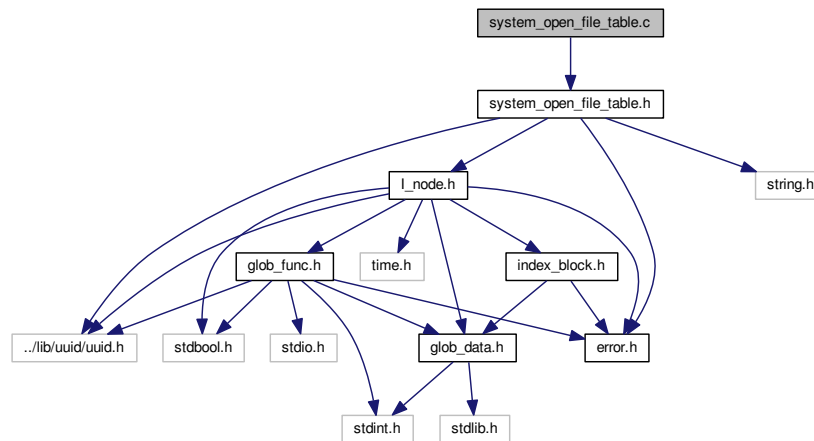 system_open_file_table.c
system_open_file_table.h
I_node.h
string.h
glob_func.h
time.h
index_block.h
../lib/uuid/uuid.h
stdbool.h
stdio.h
glob_data.h
error.h
stdint.h
stdlib.h